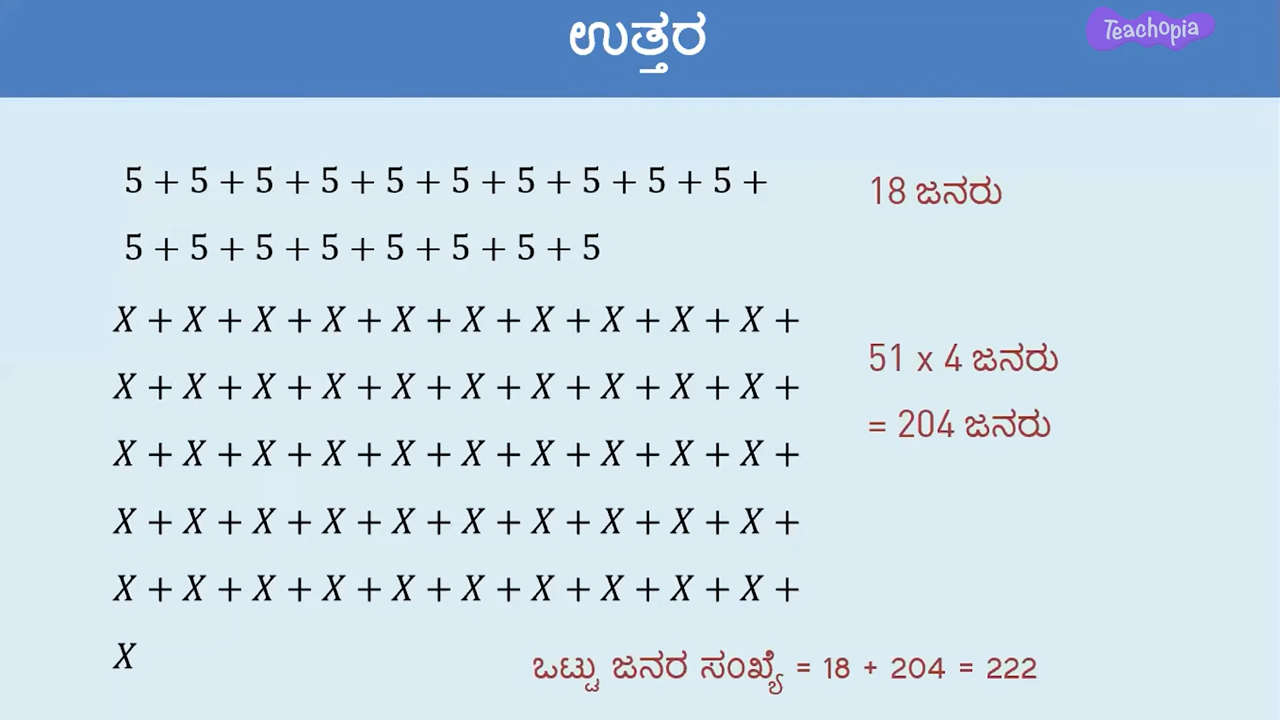 ಉತ್ತರ
Teachopia
5 + 5 + 5 + 5 + 5 + 5 + 5 + 5 + 5 + 5 +
5 + 5 + 5 + 5 + 5 + 5 + 5 + 5
18 ಜನರು
X + X + X + X + X + X + X + X + X + X +
X + X + X + X + X + X + X + X + X + X +
X + X + X + X + X + X + X + X + X + X +
X + X + X + X + X + X + X + X + X + X +
X + X + X + X + X + X + X + X + X + X +
X
51 x 4 ಜನರು
= 204 ಜನರು
ಒಟ್ಟು ಜನರ ಸಂಖ್ಯೆ = 18 + 204 = 222